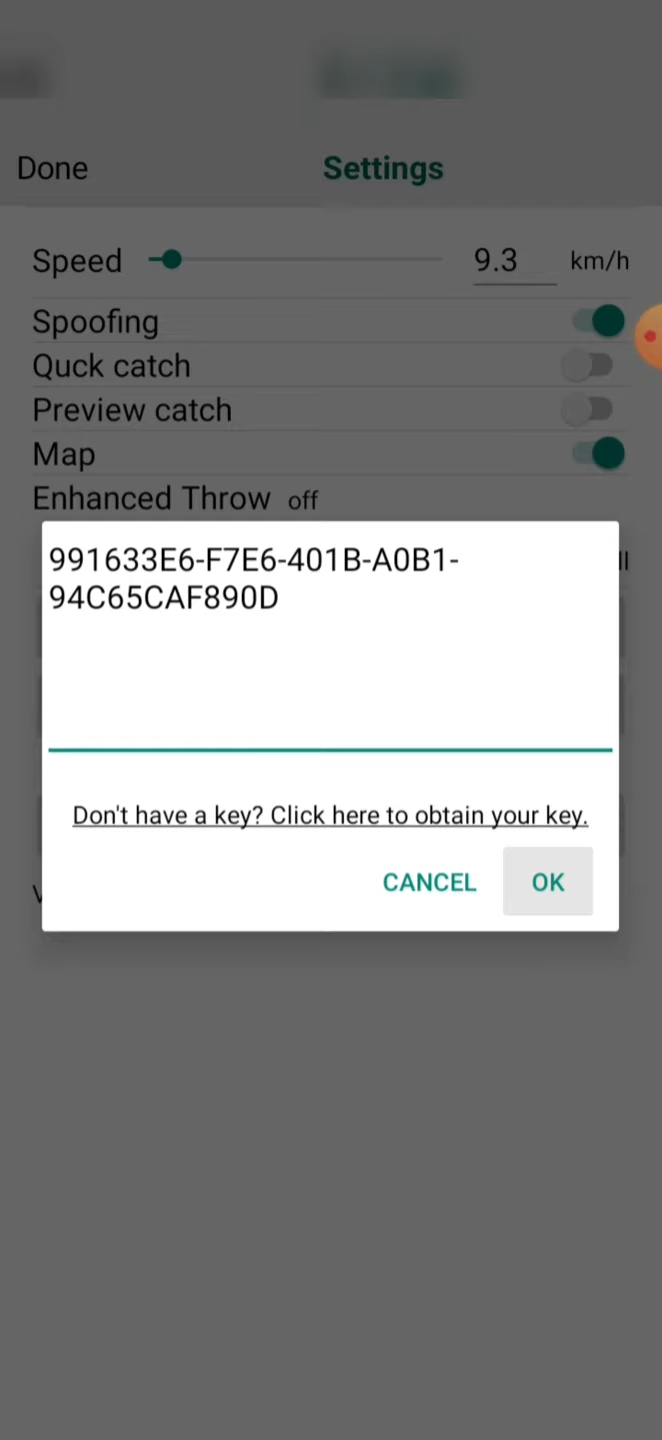 Done
Settings
Speed
9.3
km/h
Spoofing
Quck catch
Preview catch
Map
Enhanced Throw off
991633E6-F7E6-401B-A0B1-
94C65CAF890D
Don't have a key? Click here to obtain your key.
CANCEL
OK